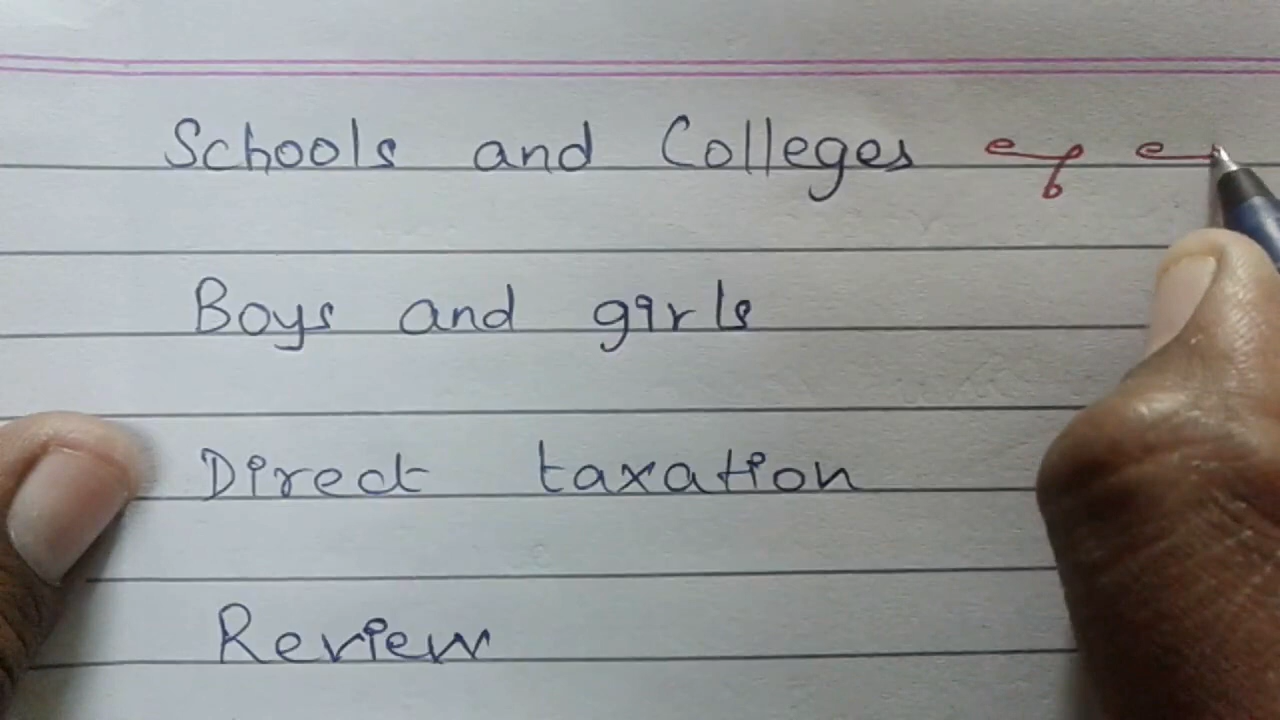 Schools and Colleges
Boys and girls
Direct taxation
Review